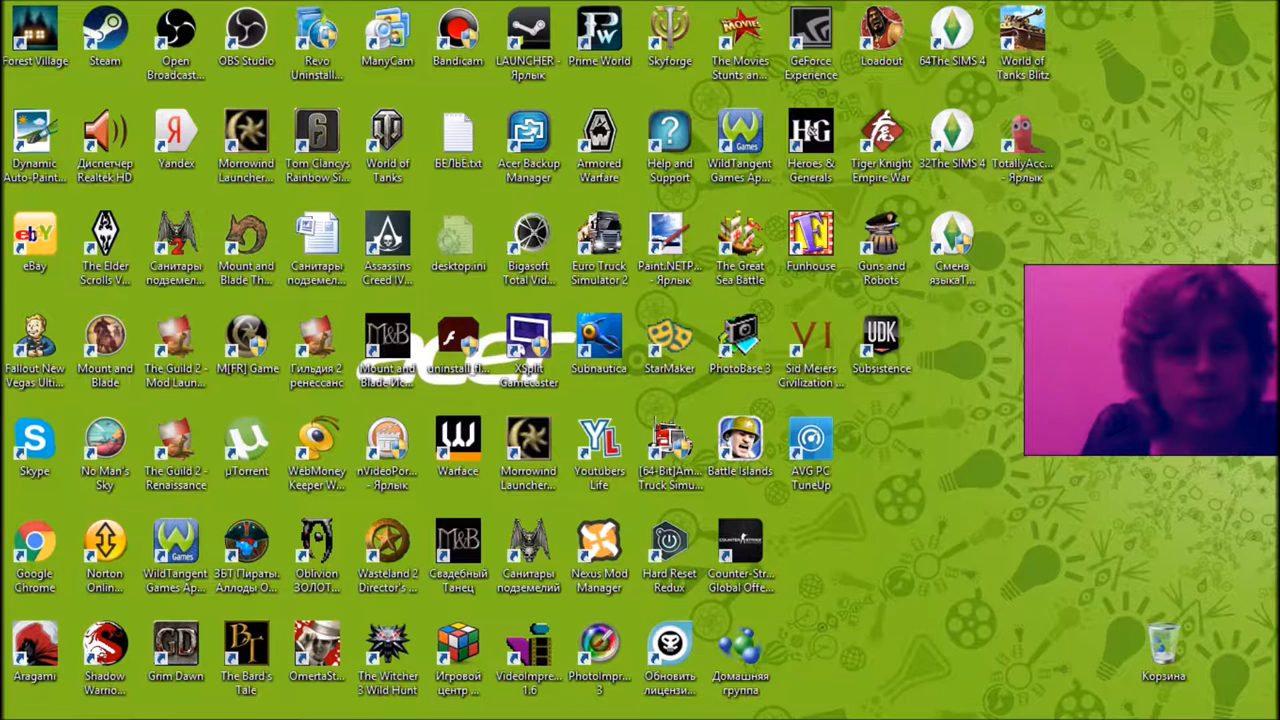 Forest Village
Steam
Open
Broadcast...
OBS Studio
Revo
Uninstall...
ManyCam
Bandicam
LAUNCHER -
Ярлык
Prime World
Skyforge
The Movies
Stunts an...
GeForce
Experience
Loadout
64The SIMS 4
World of
Tanks Blitz
Dynamic
Auto-Paint...
Диспетчер
Realtek HD
Yandex
Morrowind
Launcher...
Tom Clancys
Rainbow Si...
World of
Tanks
БЕЛЬЁ.txt
Acer Backup
Manager
Armored
Warfare
Help and
Support
WildTangent
Games Ap...
Heroes &
Generals
Tiger Knight
Empire War
32The SIMS 4
TotallyAcc...
- Ярлык
eBay
The Elder
Scrolls V...
Санитары
подземел...
Mount and
Blade Th...
Санитары
подземел...
Assassins
Creed IV...
desktop.ini
Bigasoft
Total Vid...
Euro Truck
Simulator 2
Paint.NETP...
- Ярлык
The Great
Sea Battle
Funhouse
Guns and
Robots
Смена
языкаT...
acer
Fallout New
Vegas Ulti...
Mount and
Blade
The Guild 2 -
Mod Laun...
M[FR] Game
Гильдия 2
ренессанс
Mount and
Blade Ис...
uninstall_fl...
XSplit
Gamecaster
Subnautica
StarMaker
PhotoBase 3
Sid Meiers
Civilization ...
Subsistence
Skype
No Man's
Sky
The Guild 2 -
Renaissance
µTorrent
WebMoney
Keeper W...
nVideoPor...
- Ярлык
Warface
Morrowind
Launcher...
Youtubers
Life
[64-Bit]Am...
Truck Simu...
Battle Islands
AVG PC
TuneUp
Google
Chrome
Norton
Onlin...
WildTangent
Games Ap...
ЗБТ Пираты.
Аллоды О...
Oblivion
ЗОЛОТ...
Wasteland 2
Director's ...
Свадебный
Танец
Санитары
подземелий
Nexus Mod
Manager
Hard Reset
Redux
Counter-Str...
Global Offe...
Aragami
Shadow
Warrio...
Grim Dawn
The Bard's
Tale
OmertaSt...
The Witcher
3 Wild Hunt
Игровой
центр ...
VideoImpre...
1.6
PhotoImpr...
3
Обновить
лицензи...
Домашняя
группа
Корзина